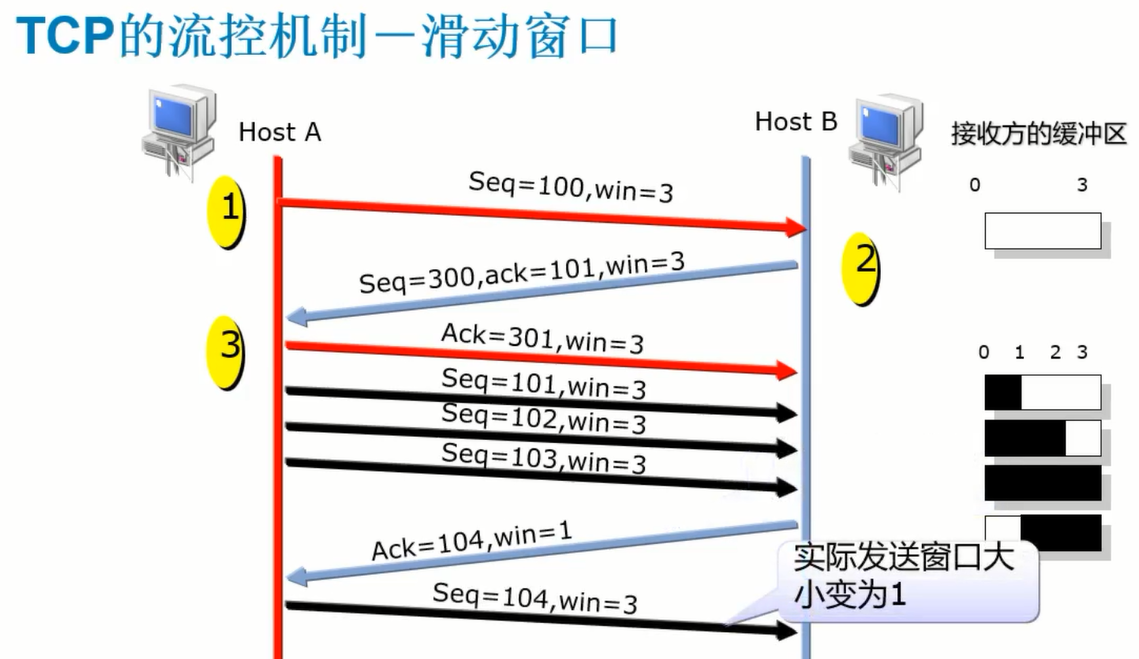 TCP的流控机制－滑动窗口
Host A
Host B
接收方的缓冲区
0 3
1
Seq=100,win=3
2
Seq=300,ack=101,win=3
3
Ack=301,win=3
0 1 2 3
Seq=101,win=3
Seq=102,win=3
Seq=103,win=3
Ack=104,win=1
实际发送窗口大
小变为1
Seq=104,win=3